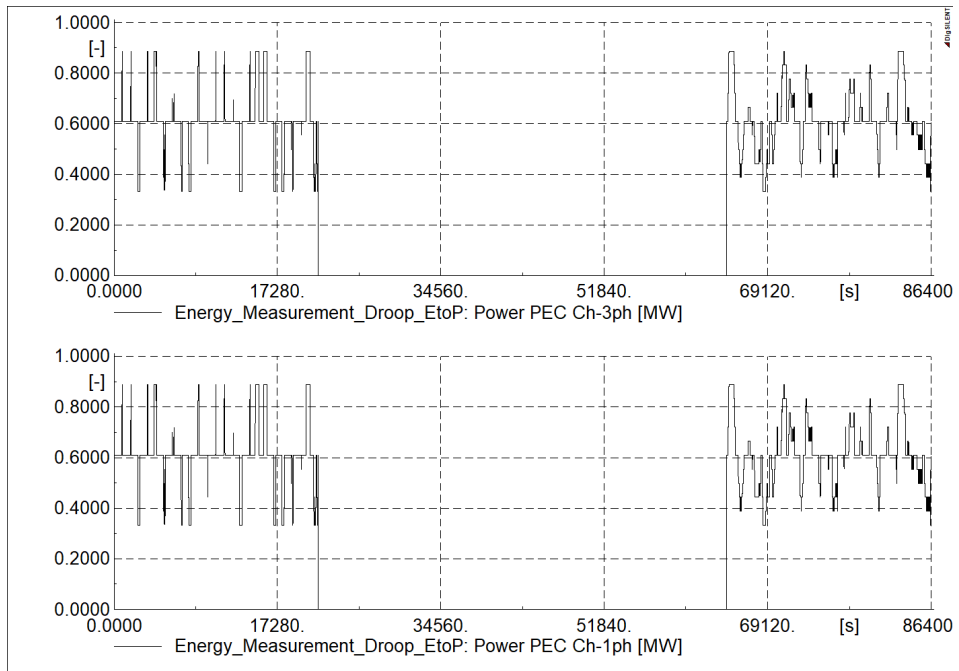 DIgSILENT
1.0000
[-]
0.8000
0.6000
0.4000
0.2000
0.0000
0.0000 17280. 34560. 51840. 69120. [s] 86400
Energy_Measurement_Droop_EtoP: Power PEC Ch-3ph [MW]
1.0000
[-]
0.8000
0.6000
0.4000
0.2000
0.0000
0.0000 17280. 34560. 51840. 69120. [s] 86400
Energy_Measurement_Droop_EtoP: Power PEC Ch-1ph [MW]